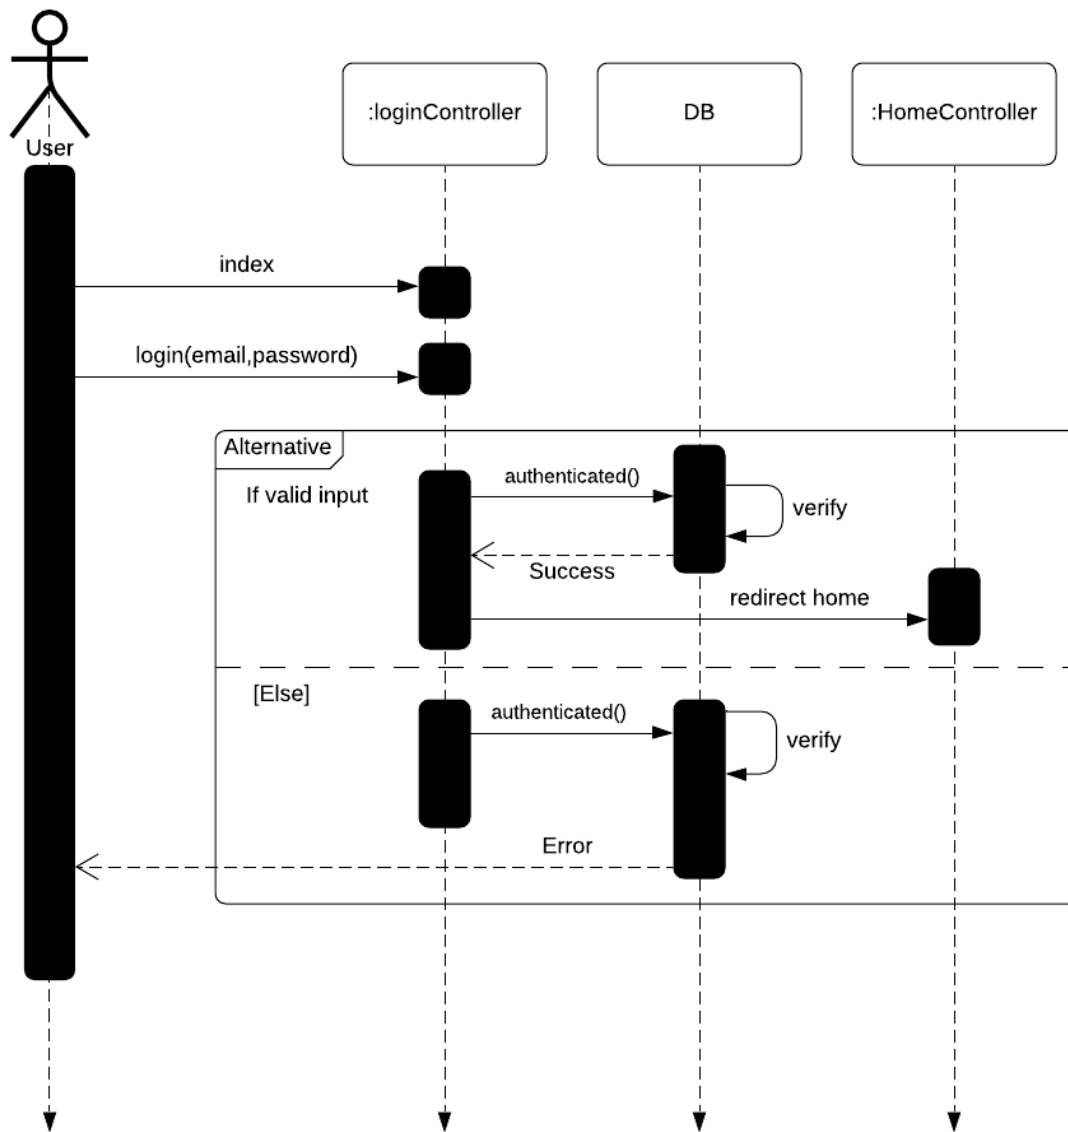 User
:loginController
DB
:HomeController
index
login(email,password)
Alternative
If valid input
authenticated()
verify
Success
redirect home
[Else]
authenticated()
verify
Error